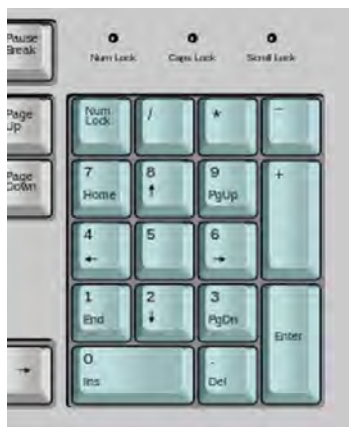 Pause
Break
Num Lock
Caps Lock
Scroll Lock
Page
Up
Num
Lock
/
*
-
Page
Down
7
Home
8
↑
9
PgUp
+
4
←
5
6
→
1
End
2
↓
3
PgDn
Enter
→
0
Ins
.
Del